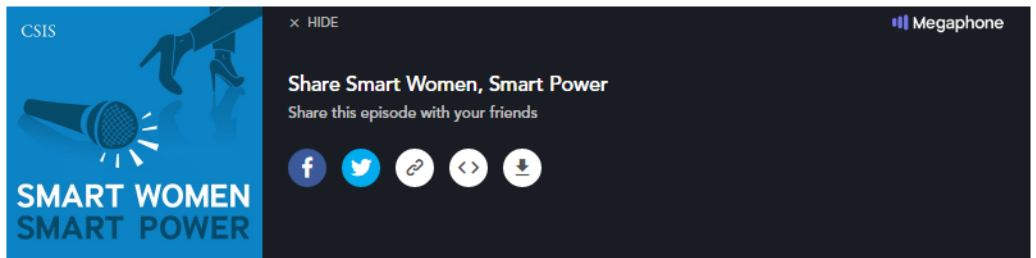 CSIS
SMART WOMEN
SMART POWER
× HIDE
Megaphone
Share Smart Women, Smart Power
Share this episode with your friends